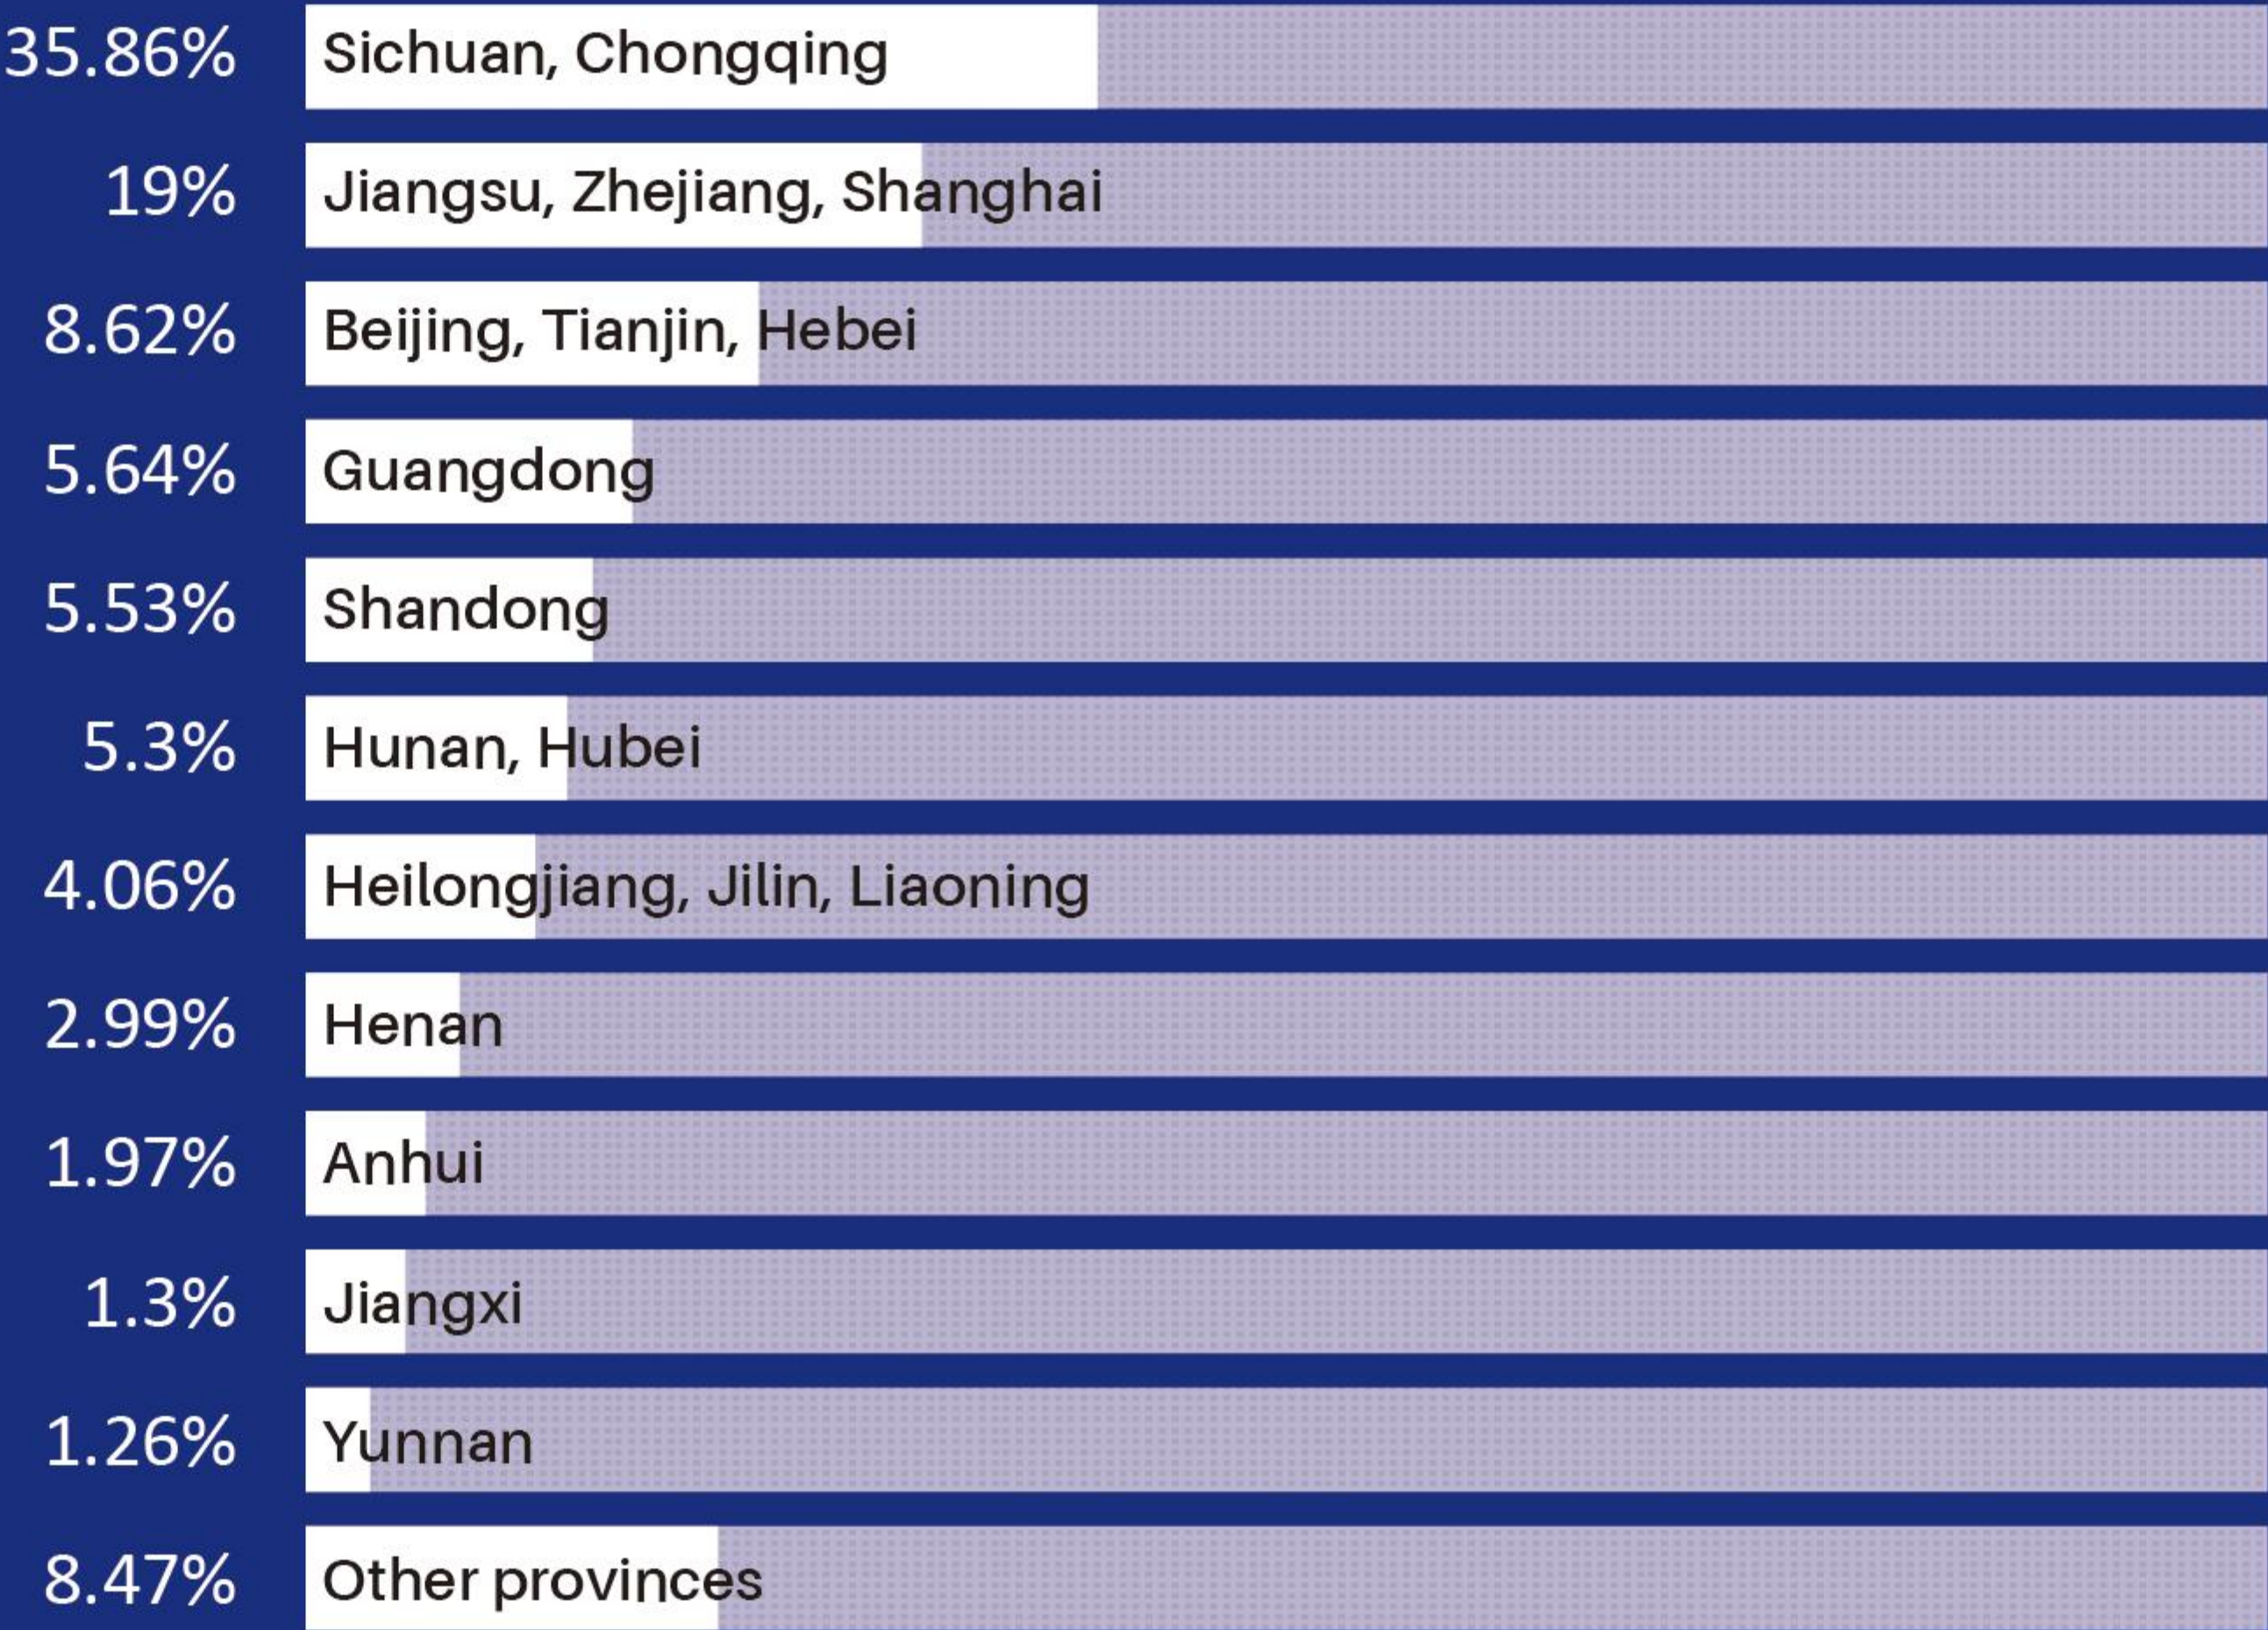 35.86% Sichuan, Chongqing
19% Jiangsu, Zhejiang, Shanghai
8.62% Beijing, Tianjin, Hebei
5.64% Guangdong
5.53% Shandong
5.3% Hunan, Hubei
4.06% Heilongjiang, Jilin, Liaoning
2.99% Henan
1.97% Anhui
1.3% Jiangxi
1.26% Yunnan
8.47% Other provinces